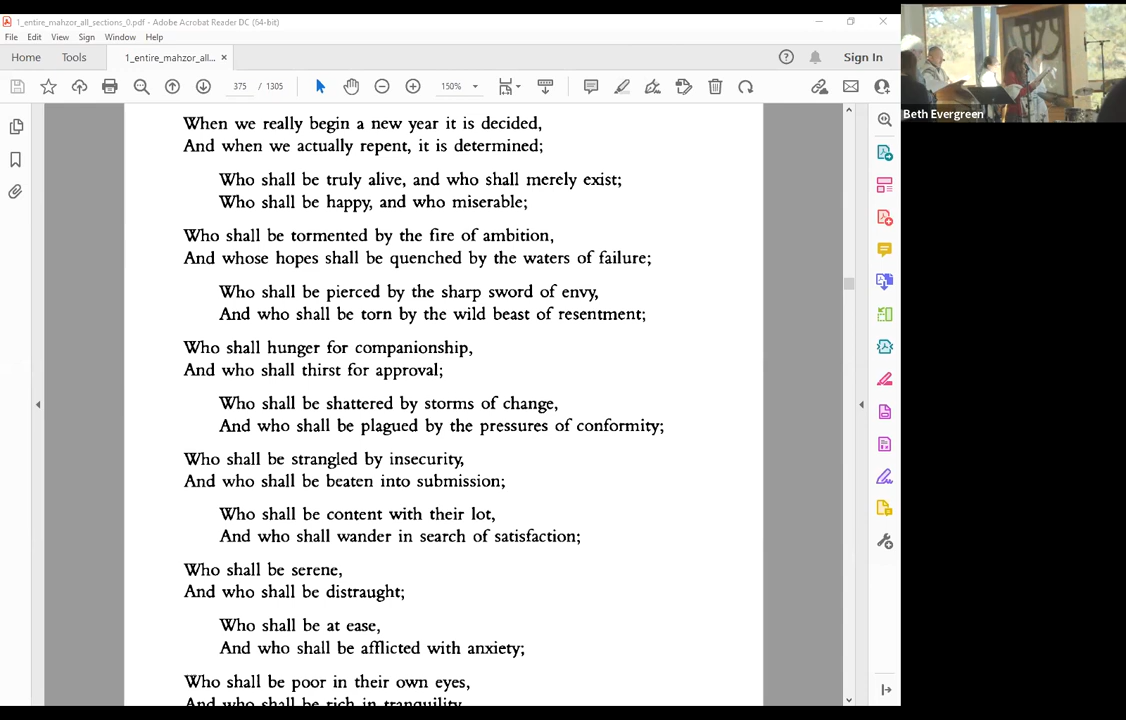 1_entire_mahzor_all_sections_0.pdf - Adobe Acrobat Reader DC (64-bit)
File Edit View Sign Window Help
Home Tools 1_entire_mahzor_all... × Sign In
375 / 1305 150%
When we really begin a new year it is decided,
And when we actually repent, it is determined;
Who shall be truly alive, and who shall merely exist;
Who shall be happy, and who miserable;
Who shall be tormented by the fire of ambition,
And whose hopes shall be quenched by the waters of failure;
Who shall be pierced by the sharp sword of envy,
And who shall be torn by the wild beast of resentment;
Who shall hunger for companionship,
And who shall thirst for approval;
Who shall be shattered by storms of change,
And who shall be plagued by the pressures of conformity;
Who shall be strangled by insecurity,
And who shall be beaten into submission;
Who shall be content with their lot,
And who shall wander in search of satisfaction;
Who shall be serene,
And who shall be distraught;
Who shall be at ease,
And who shall be afflicted with anxiety;
Who shall be poor in their own eyes,
And who shall be rich in tranquility
Beth Evergreen